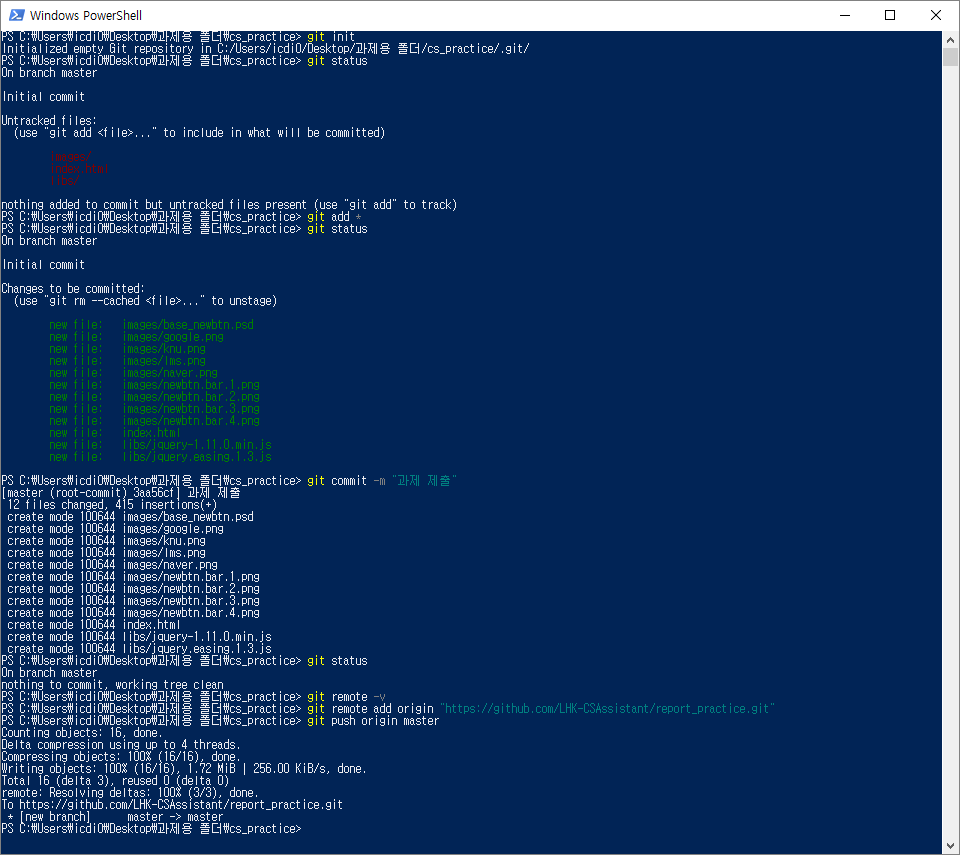 Windows PowerShell
PS C:\Users\icdi0\Desktop\과제용 폴더\cs_practice> git init
Initialized empty Git repository in C:/Users/icdi0/Desktop/과제용 폴더/cs_practice/.git/
PS C:\Users\icdi0\Desktop\과제용 폴더\cs_practice> git status
On branch master
Initial commit
Untracked files:
  (use "git add <file>..." to include in what will be committed)
        images/
        index.html
        libs/
nothing added to commit but untracked files present (use "git add" to track)
PS C:\Users\icdi0\Desktop\과제용 폴더\cs_practice> git add *
PS C:\Users\icdi0\Desktop\과제용 폴더\cs_practice> git status
On branch master
Initial commit
Changes to be committed:
  (use "git rm --cached <file>..." to unstage)
        new file:   images/base_newbtn.psd
        new file:   images/google.png
        new file:   images/knu.png
        new file:   images/lms.png
        new file:   images/naver.png
        new file:   images/newbtn.bar.1.png
        new file:   images/newbtn.bar.2.png
        new file:   images/newbtn.bar.3.png
        new file:   images/newbtn.bar.4.png
        new file:   index.html
        new file:   libs/jquery-1.11.0.min.js
        new file:   libs/jquery.easing.1.3.js
PS C:\Users\icdi0\Desktop\과제용 폴더\cs_practice> git commit -m "과제 제출"
[master (root-commit) 3aa56cf] 과제 제출
 12 files changed, 415 insertions(+)
 create mode 100644 images/base_newbtn.psd
 create mode 100644 images/google.png
 create mode 100644 images/knu.png
 create mode 100644 images/lms.png
 create mode 100644 images/naver.png
 create mode 100644 images/newbtn.bar.1.png
 create mode 100644 images/newbtn.bar.2.png
 create mode 100644 images/newbtn.bar.3.png
 create mode 100644 images/newbtn.bar.4.png
 create mode 100644 index.html
 create mode 100644 libs/jquery-1.11.0.min.js
 create mode 100644 libs/jquery.easing.1.3.js
PS C:\Users\icdi0\Desktop\과제용 폴더\cs_practice> git status
On branch master
nothing to commit, working tree clean
PS C:\Users\icdi0\Desktop\과제용 폴더\cs_practice> git remote -v
PS C:\Users\icdi0\Desktop\과제용 폴더\cs_practice> git remote add origin "https://github.com/LHK-CSAssistant/report_practice.git"
PS C:\Users\icdi0\Desktop\과제용 폴더\cs_practice> git push origin master
Counting objects: 16, done.
Delta compression using up to 4 threads.
Compressing objects: 100% (16/16), done.
Writing objects: 100% (16/16), 1.72 MiB | 256.00 KiB/s, done.
Total 16 (delta 3), reused 0 (delta 0)
remote: Resolving deltas: 100% (3/3), done.
To https://github.com/LHK-CSAssistant/report_practice.git
 * [new branch]      master -> master
PS C:\Users\icdi0\Desktop\과제용 폴더\cs_practice>